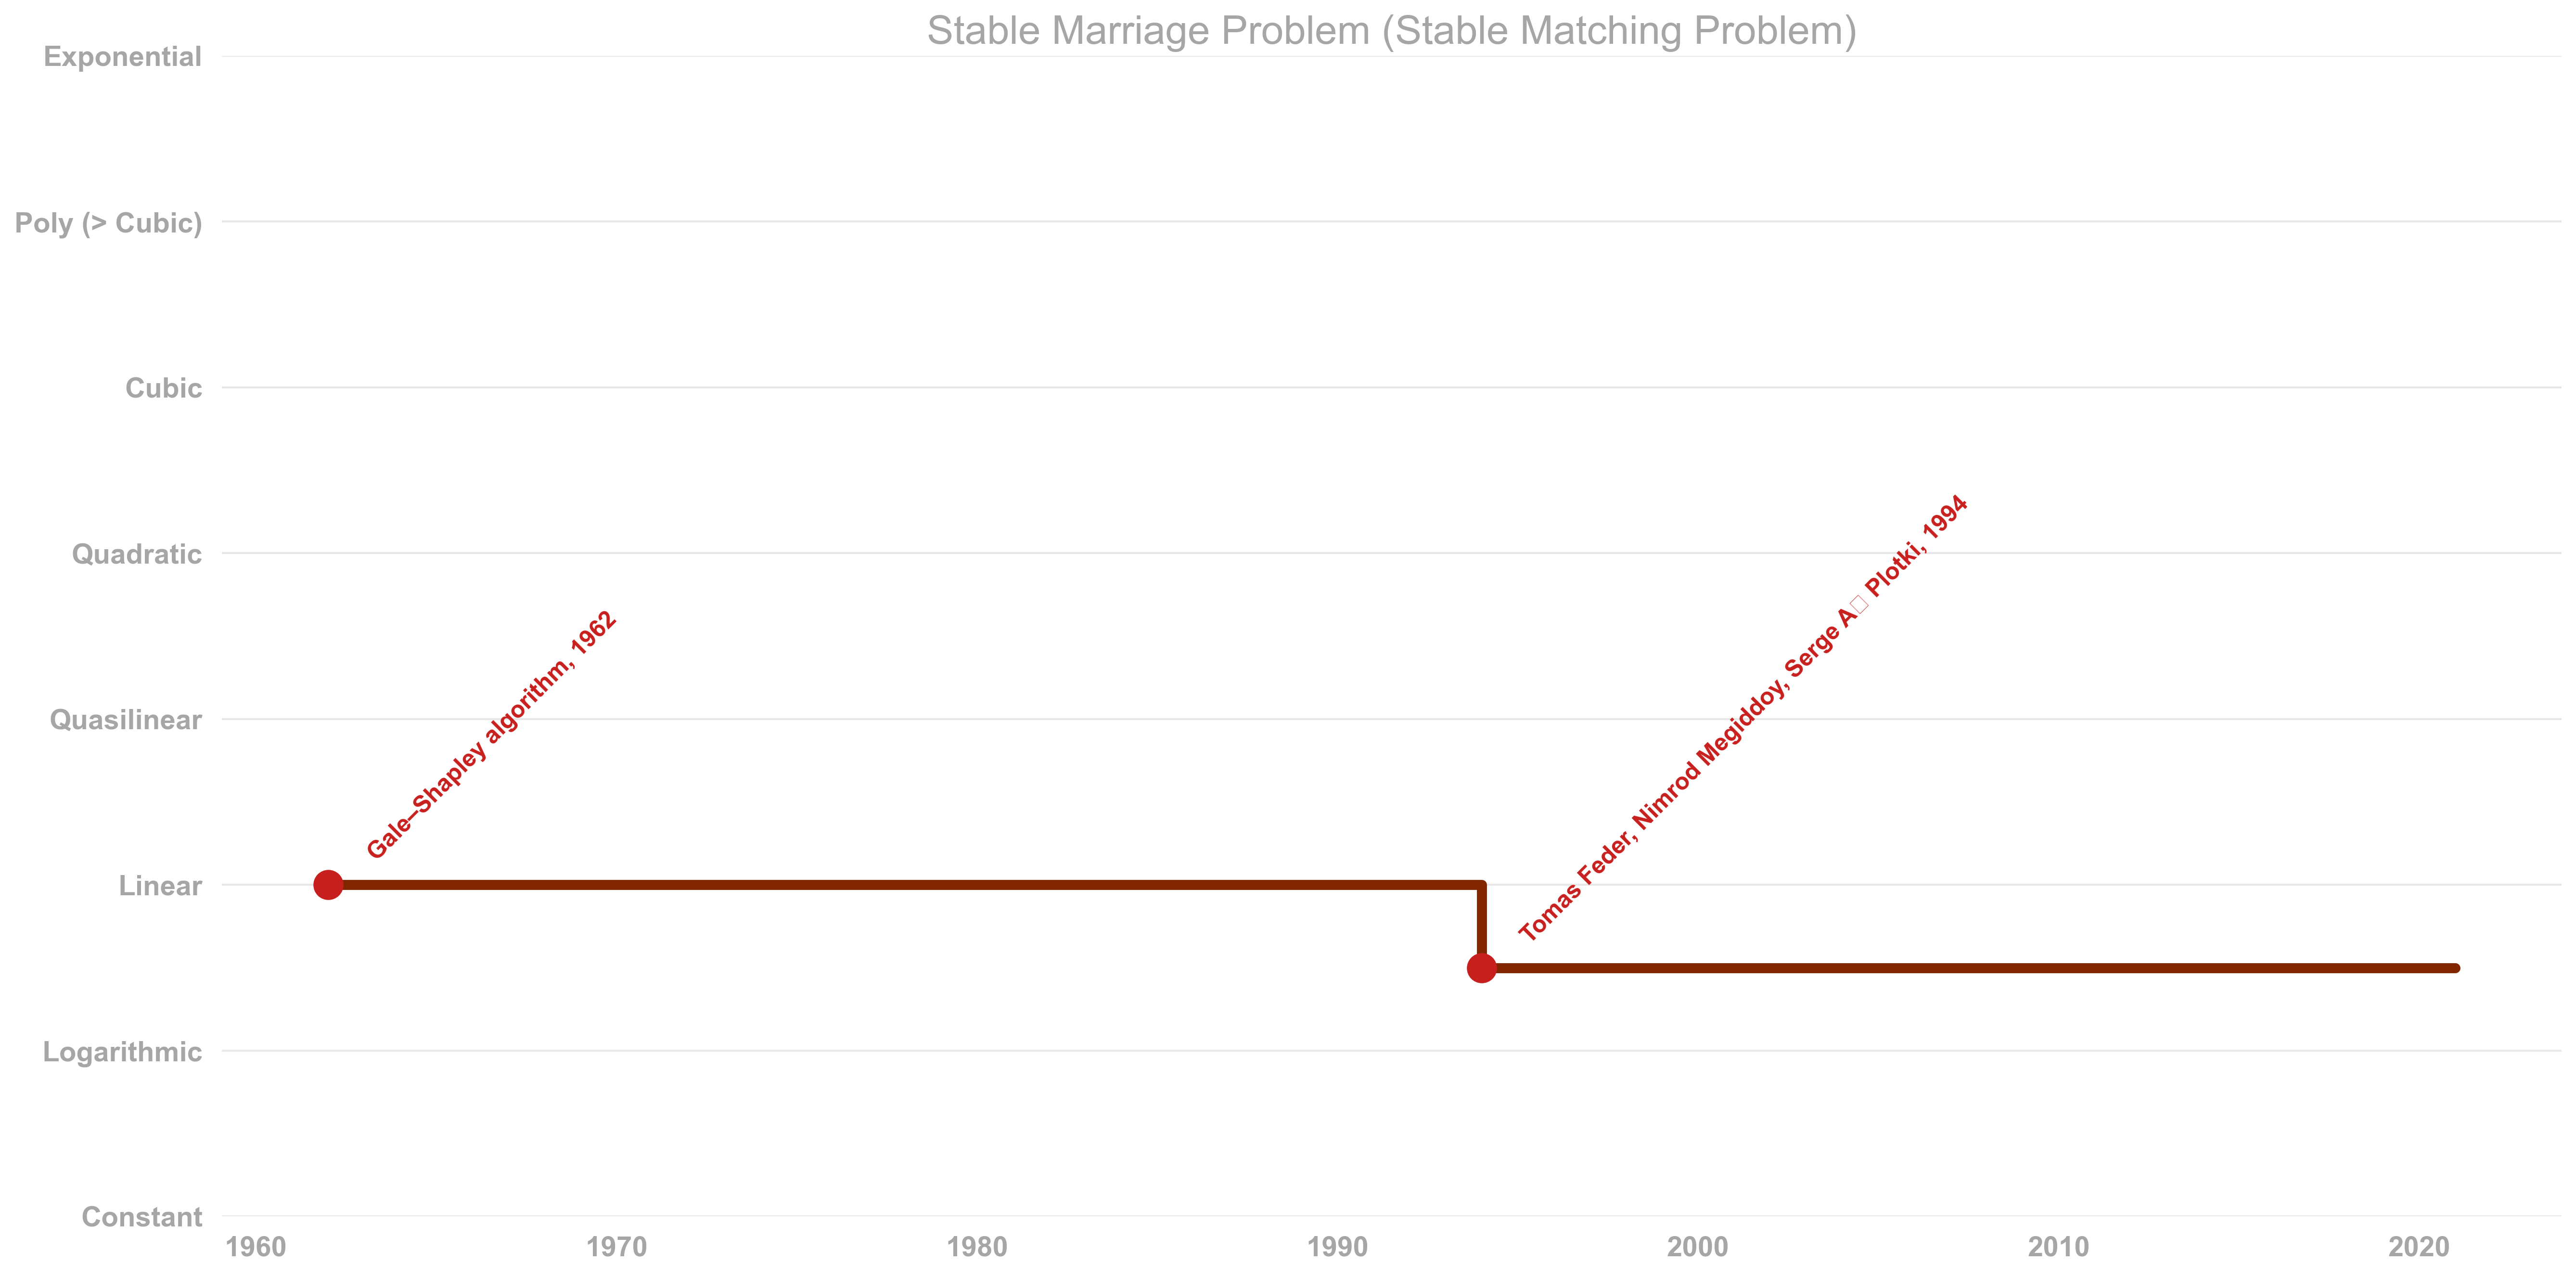 Stable Marriage Problem (Stable Matching Problem)
Exponential
Poly (> Cubic)
Cubic
Quadratic
Quasilinear
Linear
Logarithmic
Constant
Gale–Shapley algorithm, 1962
Tomas Feder, Nimrod Megiddoy, Serge A□ Plotki, 1994
1960
1970
1980
1990
2000
2010
2020